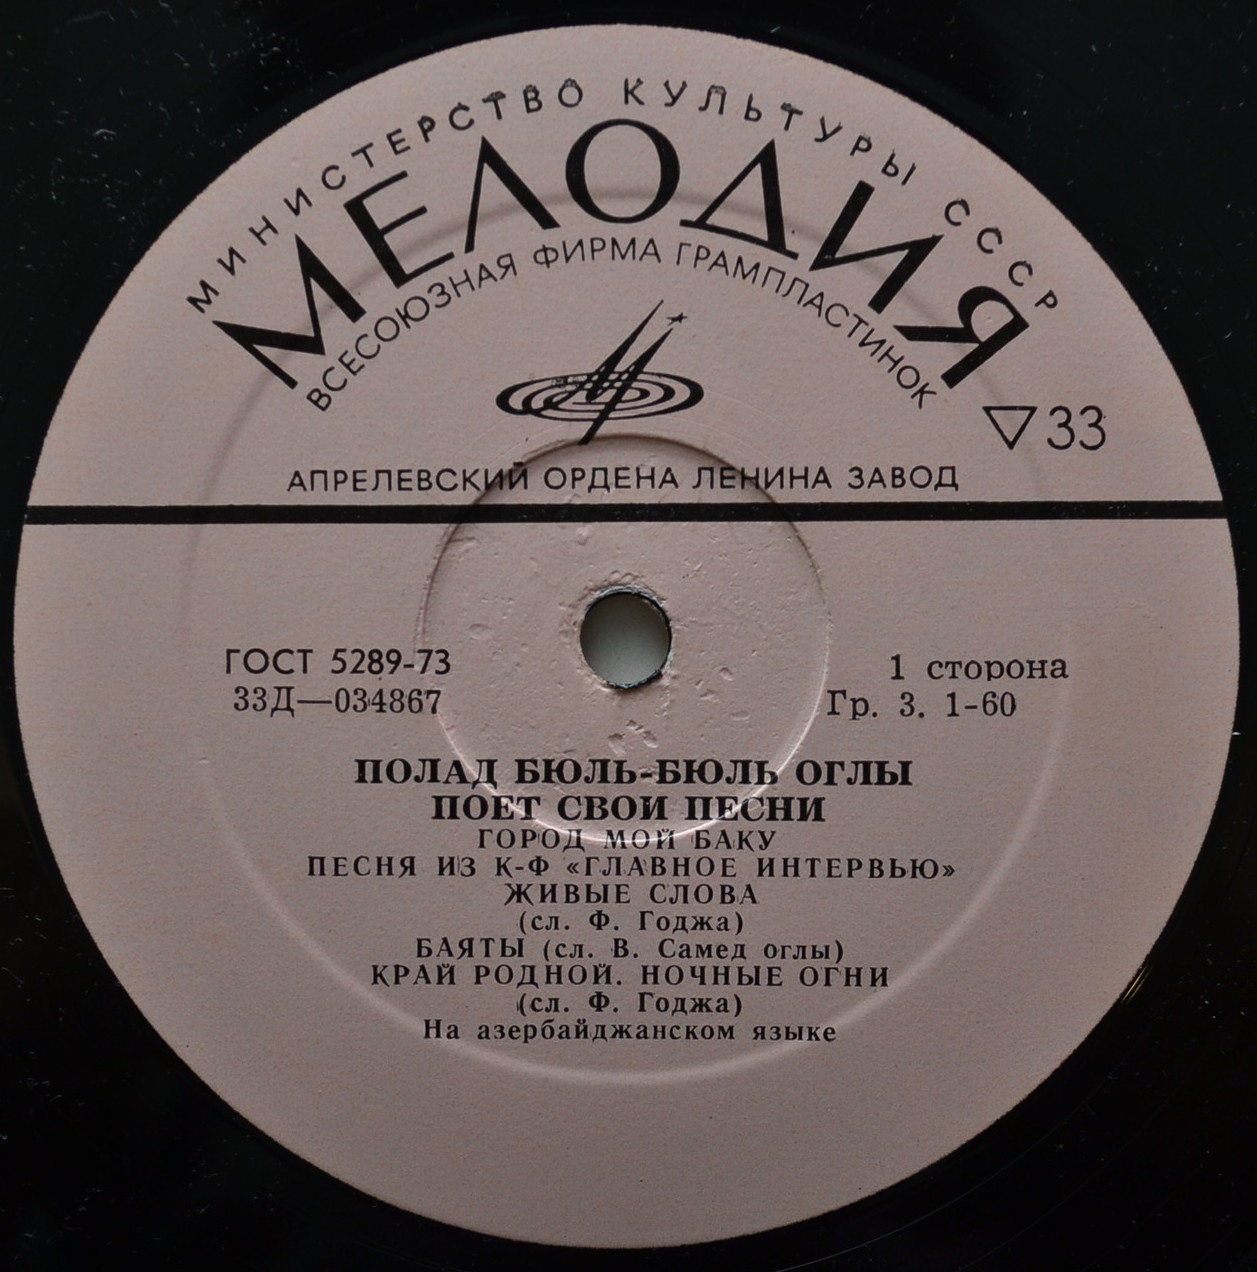 МИНИСТЕРСТВО КУЛЬТУРЫ СССР
МЕЛОДИЯ
ВСЕСОЮЗНАЯ ФИРМА ГРАМПЛАСТИНОК
33
АПРЕЛЕВСКИЙ ОРДЕНА ЛЕНИНА ЗАВОД
ГОСТ 5289-73
33Д—034867
1 сторона
Гр. 3. 1-60
ПОЛАД БЮЛЬ-БЮЛЬ ОГЛЫ
ПОЕТ СВОИ ПЕСНИ
ГОРОД МОЙ БАКУ
ПЕСНЯ ИЗ К-Ф «ГЛАВНОЕ ИНТЕРВЬЮ»
ЖИВЫЕ СЛОВА
(сл. Ф. Годжа)
БАЯТЫ (сл. В. Самед оглы)
КРАЙ РОДНОЙ. НОЧНЫЕ ОГНИ
(сл. Ф. Годжа)
На азербайджанском языке